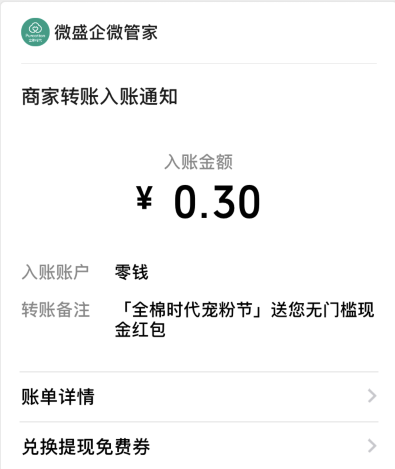 微盛企微管家
商家转账入账通知
入账金额
¥ 0.30
入账账户 零钱
转账备注 「全棉时代宠粉节」送您无门槛现
金红包
账单详情
兑换提现免费券